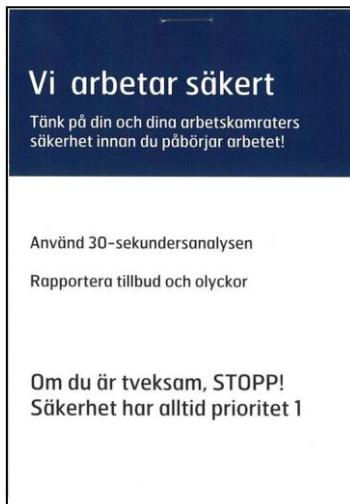 Vi arbetar säkert
Tänk på din och dina arbetskamraters
säkerhet innan du påbörjar arbetet!
Använd 30-sekundersanalysen
Rapportera tillbud och olyckor
Om du är tveksam, STOPP!
Säkerhet har alltid prioritet 1